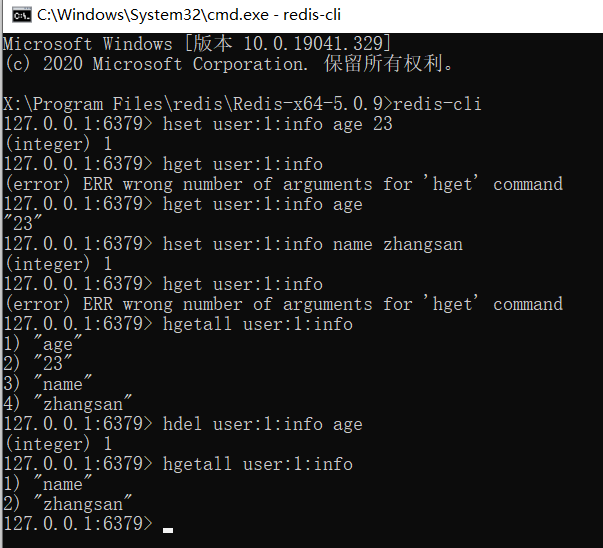 C:\Windows\System32\cmd.exe - redis-cli
Microsoft Windows [版本 10.0.19041.329]
(c) 2020 Microsoft Corporation. 保留所有权利。
X:\Program Files\redis\Redis-x64-5.0.9>redis-cli
127.0.0.1:6379> hset user:1:info age 23
(integer) 1
127.0.0.1:6379> hget user:1:info
(error) ERR wrong number of arguments for 'hget' command
127.0.0.1:6379> hget user:1:info age
"23"
127.0.0.1:6379> hset user:1:info name zhangsan
(integer) 1
127.0.0.1:6379> hget user:1:info
(error) ERR wrong number of arguments for 'hget' command
127.0.0.1:6379> hgetall user:1:info
1) "age"
2) "23"
3) "name"
4) "zhangsan"
127.0.0.1:6379> hdel user:1:info age
(integer) 1
127.0.0.1:6379> hgetall user:1:info
1) "name"
2) "zhangsan"
127.0.0.1:6379>